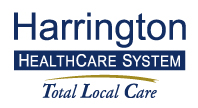 Harrington
HEALTHCARE SYSTEM
Total Local Care